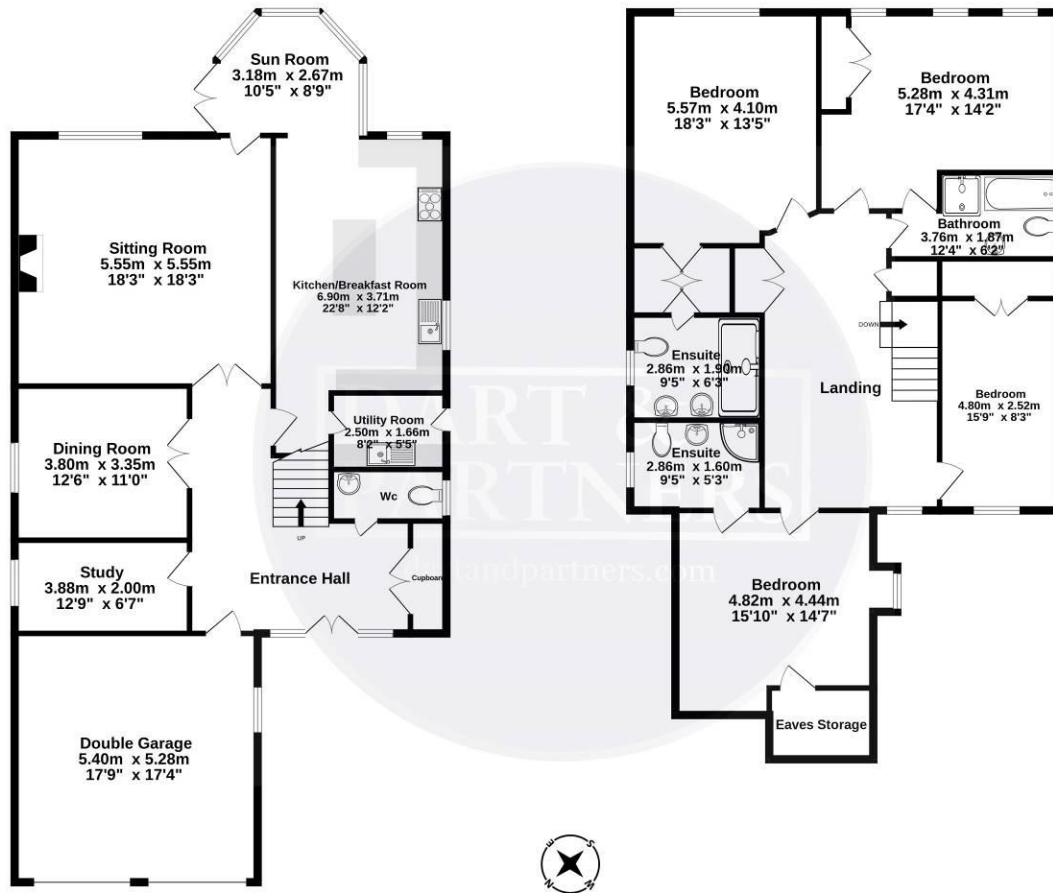 Sun Room
3.18m x 2.67m
10'5" x 8'9"
Sitting Room
5.55m x 5.55m
18'3" x 18'3"
Kitchen/Breakfast Room
6.90m x 3.71m
22'8" x 12'2"
Utility Room
2.50m x 1.66m
8'2" x 5'5"
Dining Room
3.80m x 3.35m
12'6" x 11'0"
Wc
UP
Study
3.88m x 2.00m
12'9" x 6'7"
Entrance Hall
Cupboard
Double Garage
5.40m x 5.28m
17'9" x 17'4"
Bedroom
5.57m x 4.10m
18'3" x 13'5"
Bedroom
5.28m x 4.31m
17'4" x 14'2"
Bathroom
3.76m x 1.87m
12'4" x 6'2"
DOWN
Ensuite
2.86m x 1.90m
9'5" x 6'3"
Landing
Bedroom
4.80m x 2.52m
15'9" x 8'3"
Ensuite
2.86m x 1.60m
9'5" x 5'3"
Bedroom
4.82m x 4.44m
15'10" x 14'7"
Eaves Storage
DART &
PARTNERS
dartandpartners.com
E
S
N
W